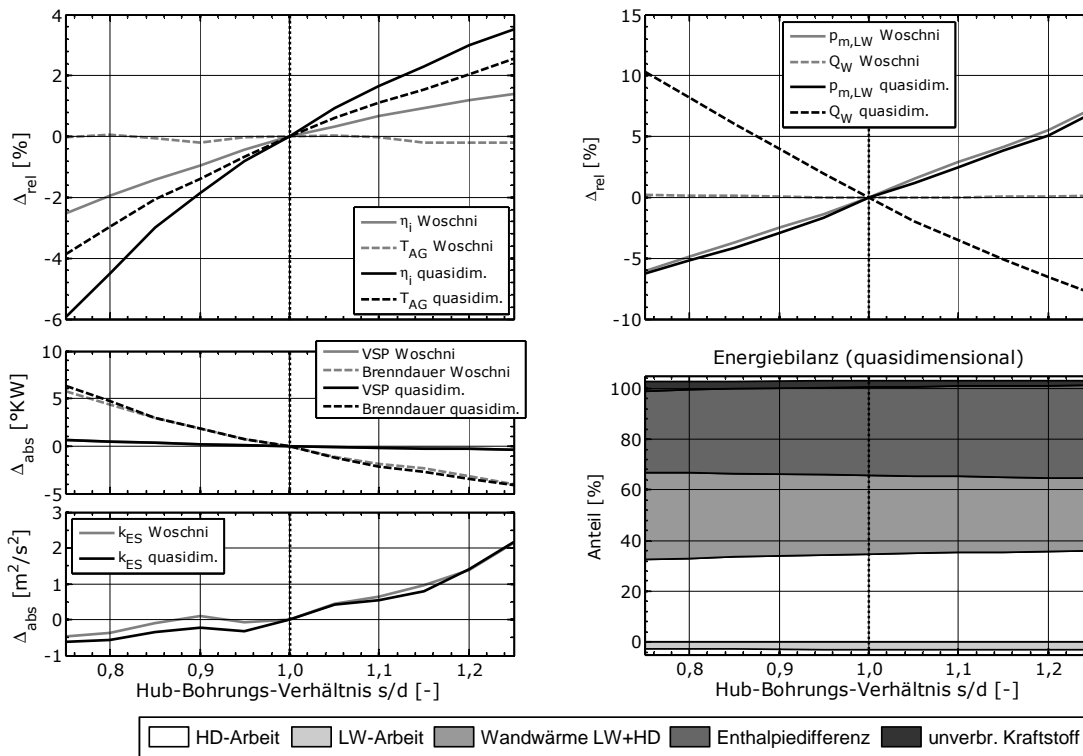 4
2
0
-2
-4
-6
Δrel [%]
ηi Woschni
TAG Woschni
ηi quasidim.
TAG quasidim.
10
5
0
-5
Δabs [°KW]
VSP Woschni
Brenndauer Woschni
VSP quasidim.
Brenndauer quasidim.
3
2
1
0
-1
Δabs [m²/s²]
kES Woschni
kES quasidim.
0,8
0,9
1,0
1,1
1,2
Hub-Bohrungs-Verhältnis s/d [-]
15
10
5
0
-5
-10
Δrel [%]
pm,LW Woschni
QW Woschni
pm,LW quasidim.
QW quasidim.
Energiebilanz (quasidimensional)
100
80
60
40
20
0
Anteil [%]
0,8
0,9
1,0
1,1
1,2
Hub-Bohrungs-Verhältnis s/d [-]
HD-Arbeit
LW-Arbeit
Wandwärme LW+HD
Enthalpiedifferenz
unverbr. Kraftstoff